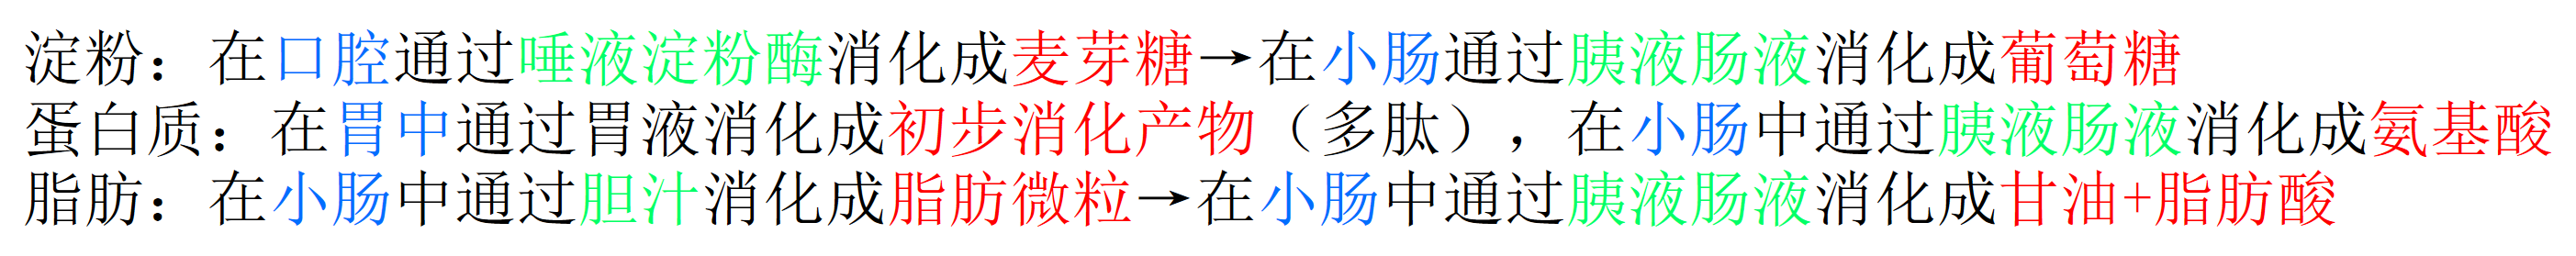 淀粉：在口腔通过唾液淀粉酶消化成麦芽糖→在小肠通过胰液肠液消化成葡萄糖
蛋白质：在胃中通过胃液消化成初步消化产物（多肽），在小肠中通过胰液肠液消化成氨基酸
脂肪：在小肠中通过胆汁消化成脂肪微粒→在小肠中通过胰液肠液消化成甘油+脂肪酸